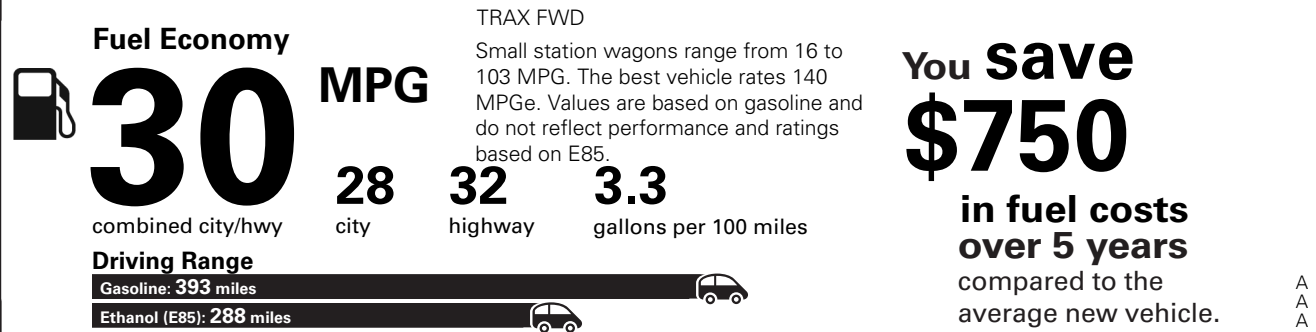 TRAX FWD
Fuel Economy
30
MPG
Small station wagons range from 16 to
103 MPG. The best vehicle rates 140
MPGe. Values are based on gasoline and
do not reflect performance and ratings
based on E85.
28
32
3.3
combined city/hwy
city
highway
gallons per 100 miles
Driving Range
Gasoline: 393 miles
Ethanol (E85): 288 miles
You save
$750
in fuel costs
over 5 years
compared to the
average new vehicle.
A
A
A